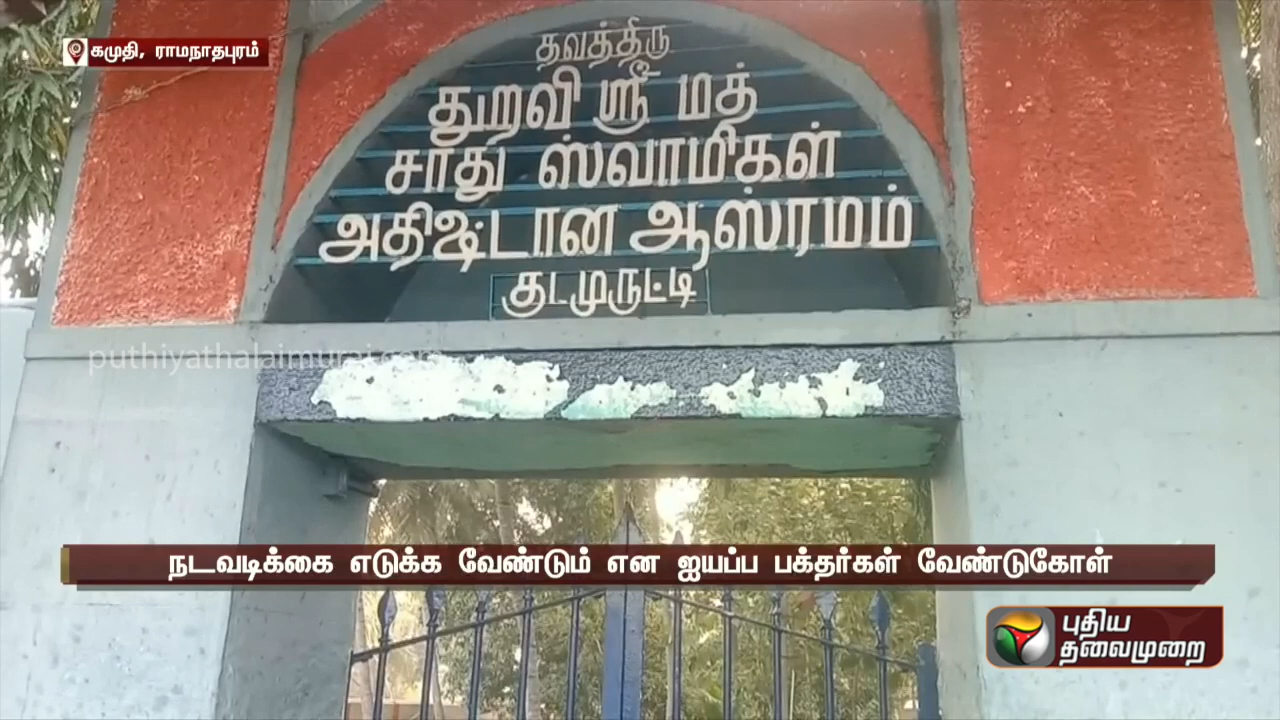 கமுதி, ராமநாதபுரம்
தவத்திரு
துறவி ஸ்ரீ மத்
சாது ஸ்வாமிகள்
அதிஷ்டான ஆஸ்ரமம்
குடமுருட்டி
puthiyathalaimurai.com
நடவடிக்கை எடுக்க வேண்டும் என ஐயப்ப பக்தர்கள் வேண்டுகோள்
புதிய
தலைமுறை